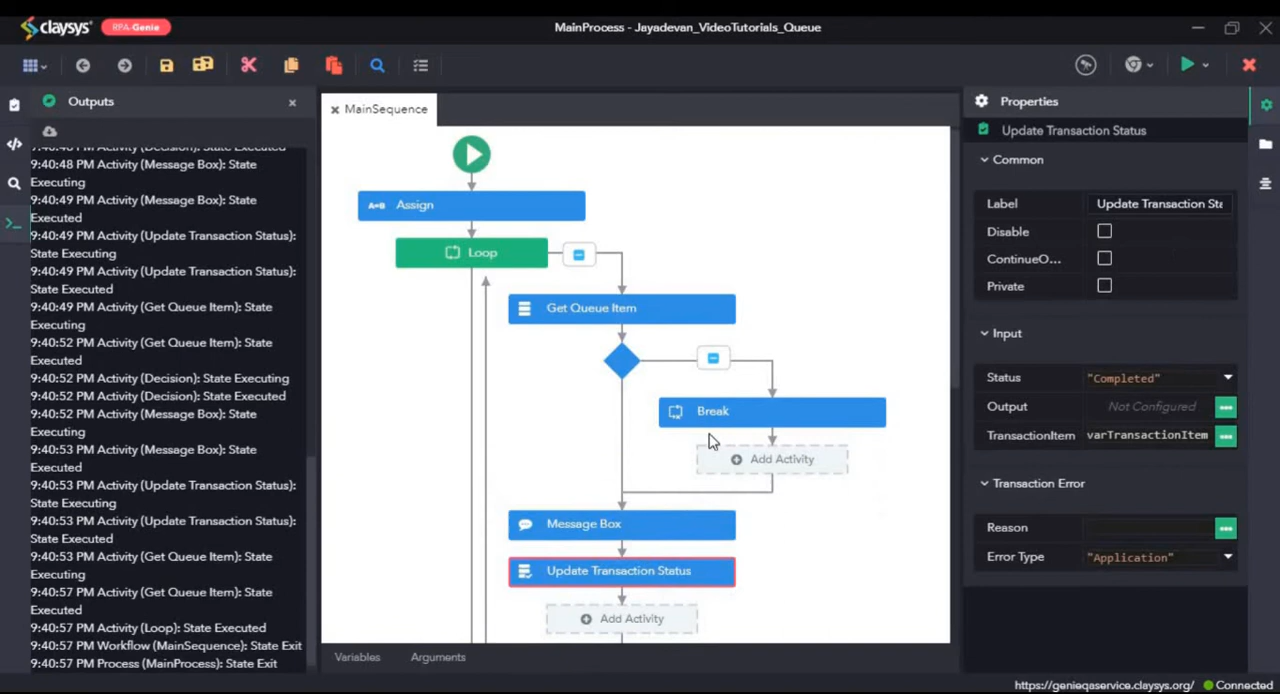 claysys RPA-Genie
MainProcess - Jayadevan_VideoTutorials_Queue
Outputs
9:40:48 PM Activity (Decision): State Executed
9:40:48 PM Activity (Message Box): State
Executing
9:40:49 PM Activity (Message Box): State
Executed
9:40:49 PM Activity (Update Transaction Status):
State Executing
9:40:49 PM Activity (Update Transaction Status):
State Executed
9:40:49 PM Activity (Get Queue Item): State
Executing
9:40:52 PM Activity (Get Queue Item): State
Executed
9:40:52 PM Activity (Decision): State Executing
9:40:52 PM Activity (Decision): State Executed
9:40:52 PM Activity (Message Box): State
Executing
9:40:53 PM Activity (Message Box): State
Executed
9:40:53 PM Activity (Update Transaction Status):
State Executing
9:40:53 PM Activity (Update Transaction Status):
State Executed
9:40:53 PM Activity (Get Queue Item): State
Executing
9:40:57 PM Activity (Get Queue Item): State
Executed
9:40:57 PM Activity (Loop): State Executed
9:40:57 PM Workflow (MainSequence): State Exit
9:40:57 PM Process (MainProcess): State Exit
MainSequence
A=B Assign
Loop
Get Queue Item
Break
Add Activity
Message Box
Update Transaction Status
Add Activity
Variables Arguments
Properties
Update Transaction Status
Common
Label Update Transaction Sta
Disable
ContinueO...
Private
Input
Status "Completed"
Output Not Configured
TransactionItem varTransactionItem
Transaction Error
Reason
Error Type "Application"
https://genieqaservice.claysys.org/ Connected